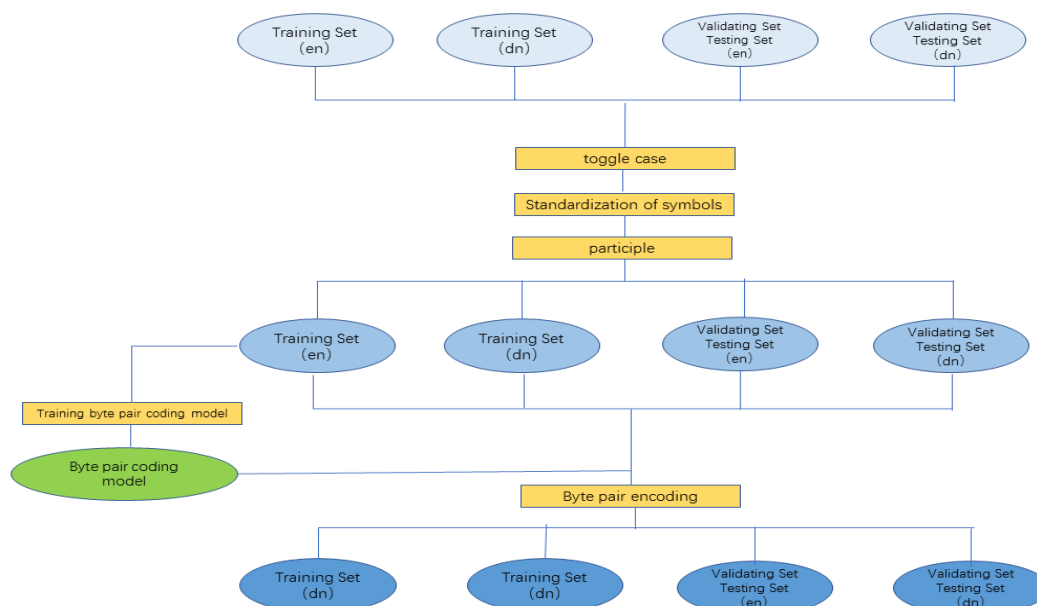 Training Set
（en）
Training Set
（dn）
Validating Set
Testing Set
（en）
Validating Set
Testing Set
（dn）
toggle case
Standardization of symbols
participle
Training Set
（en）
Training Set
（dn）
Validating Set
Testing Set
（en）
Validating Set
Testing Set
（dn）
Training byte pair coding model
Byte pair coding
model
Byte pair encoding
Training Set
（dn）
Training Set
（dn）
Validating Set
Testing Set
（en）
Validating Set
Testing Set
（dn）